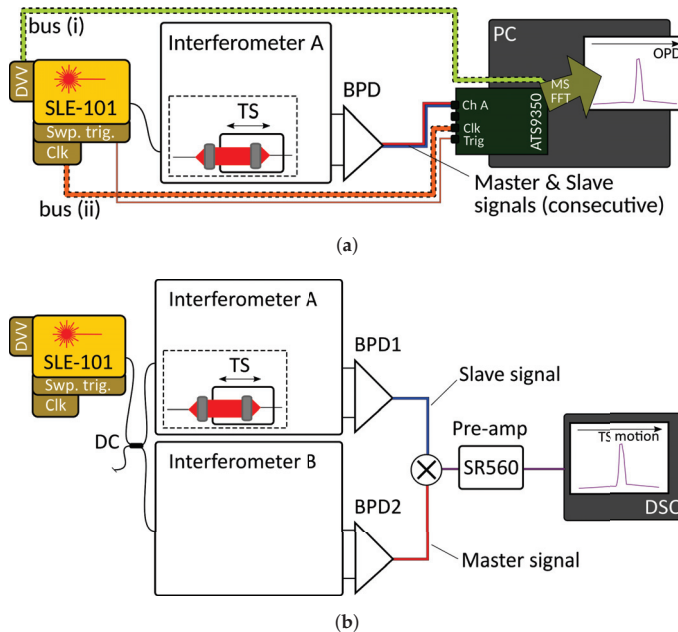 bus (i)
Interferometer A
PC
OPD
DVV
SLE-101
BPD
MS
FFT
TS
Ch A
Swp. trig.
Clk
Clk
Trig
ATS9350
bus (ii)
Master & Slave
signals (consecutive)
(a)
Interferometer A
DVV
SLE-101
BPD1
TS
Slave signal
Swp. trig.
Clk
Pre-amp
TS motion
DC
SR560
Interferometer B
DSO
BPD2
Master signal
(b)